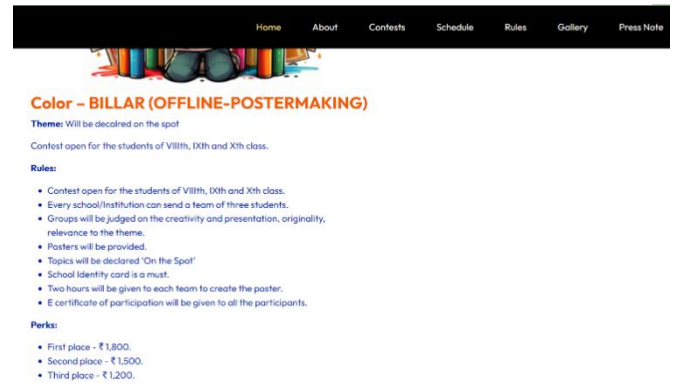 Home About Contests Schedule Rules Gallery Press Note
Color – BILLAR (OFFLINE-POSTERMAKING)
Theme: Will be decalred on the spot
Contest open for the students of VIIIth, IXth and Xth class.
Rules:
• Contest open for the students of VIIIth, IXth and Xth class.
• Every school/Institution can send a team of three students.
• Groups will be judged on the creativity and presentation, originality,
relevance to the theme.
• Posters will be provided.
• Topics will be declared 'On the Spot'
• School Identity card is a must.
• Two hours will be given to each team to create the poster.
• E certificate of participation will be given to all the participants.
Perks:
• First place - ₹ 1,800.
• Second place - ₹ 1,500.
• Third place - ₹ 1,200.